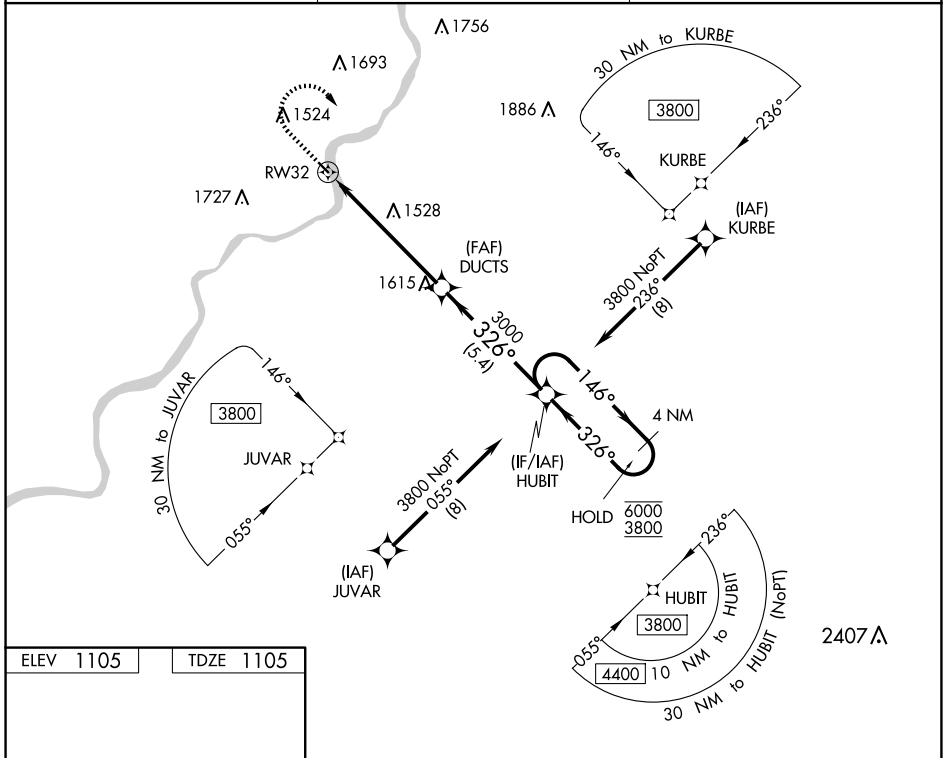 1756
1693
1524
RW32
1727
1528
(FAF)
DUCTS
1615
1886
30 NM to KURBE
3800
146°
236°
KURBE
(IAF)
KURBE
3800 NoPT
236°
(8)
3000
326°
(5.4)
146°
326°
4 NM
(IF/IAF)
HUBIT
HOLD
6000
3800
30 NM to JUVAR
146°
3800
JUVAR
055°
3800 NoPT
055°
(8)
(IAF)
JUVAR
236°
HUBIT
3800
055°
4400
10 NM to HUBIT
30 NM to HUBIT (NoPT)
2407
ELEV 1105
TDZE 1105